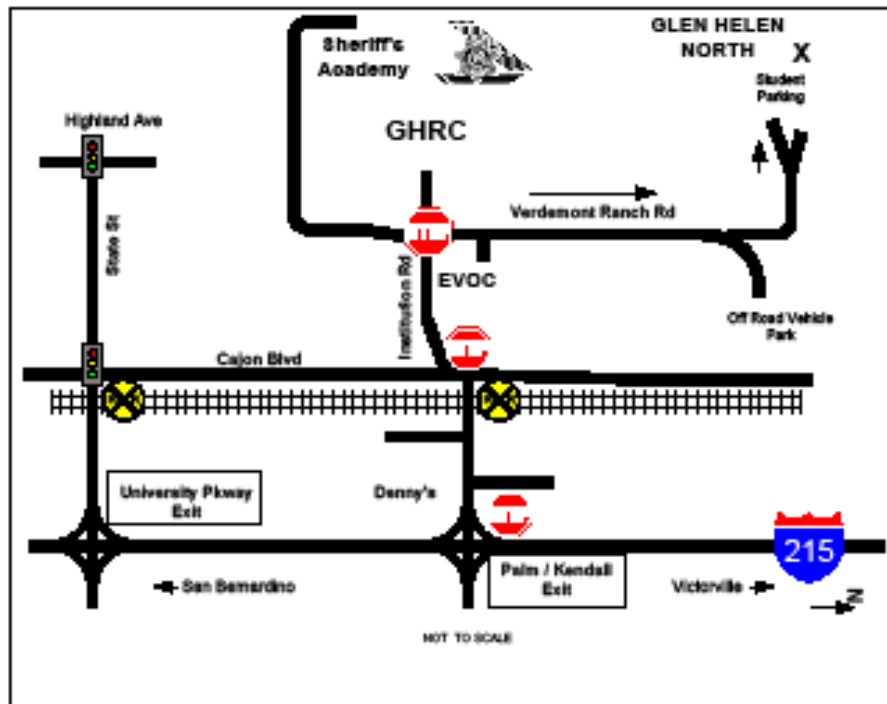 Sheriff's
Academy
GLEN HELEN
NORTH X
Student
Parking
Highland Ave
GHRC
State St
Verdemont Ranch Rd
Institution Rd
EVOC
Off Road Vehicle
Park
Cajon Blvd
University Pkway
Exit
Denny's
215
Palm / Kendall
Exit
San Bernardino
Victorville
N
NOT TO SCALE